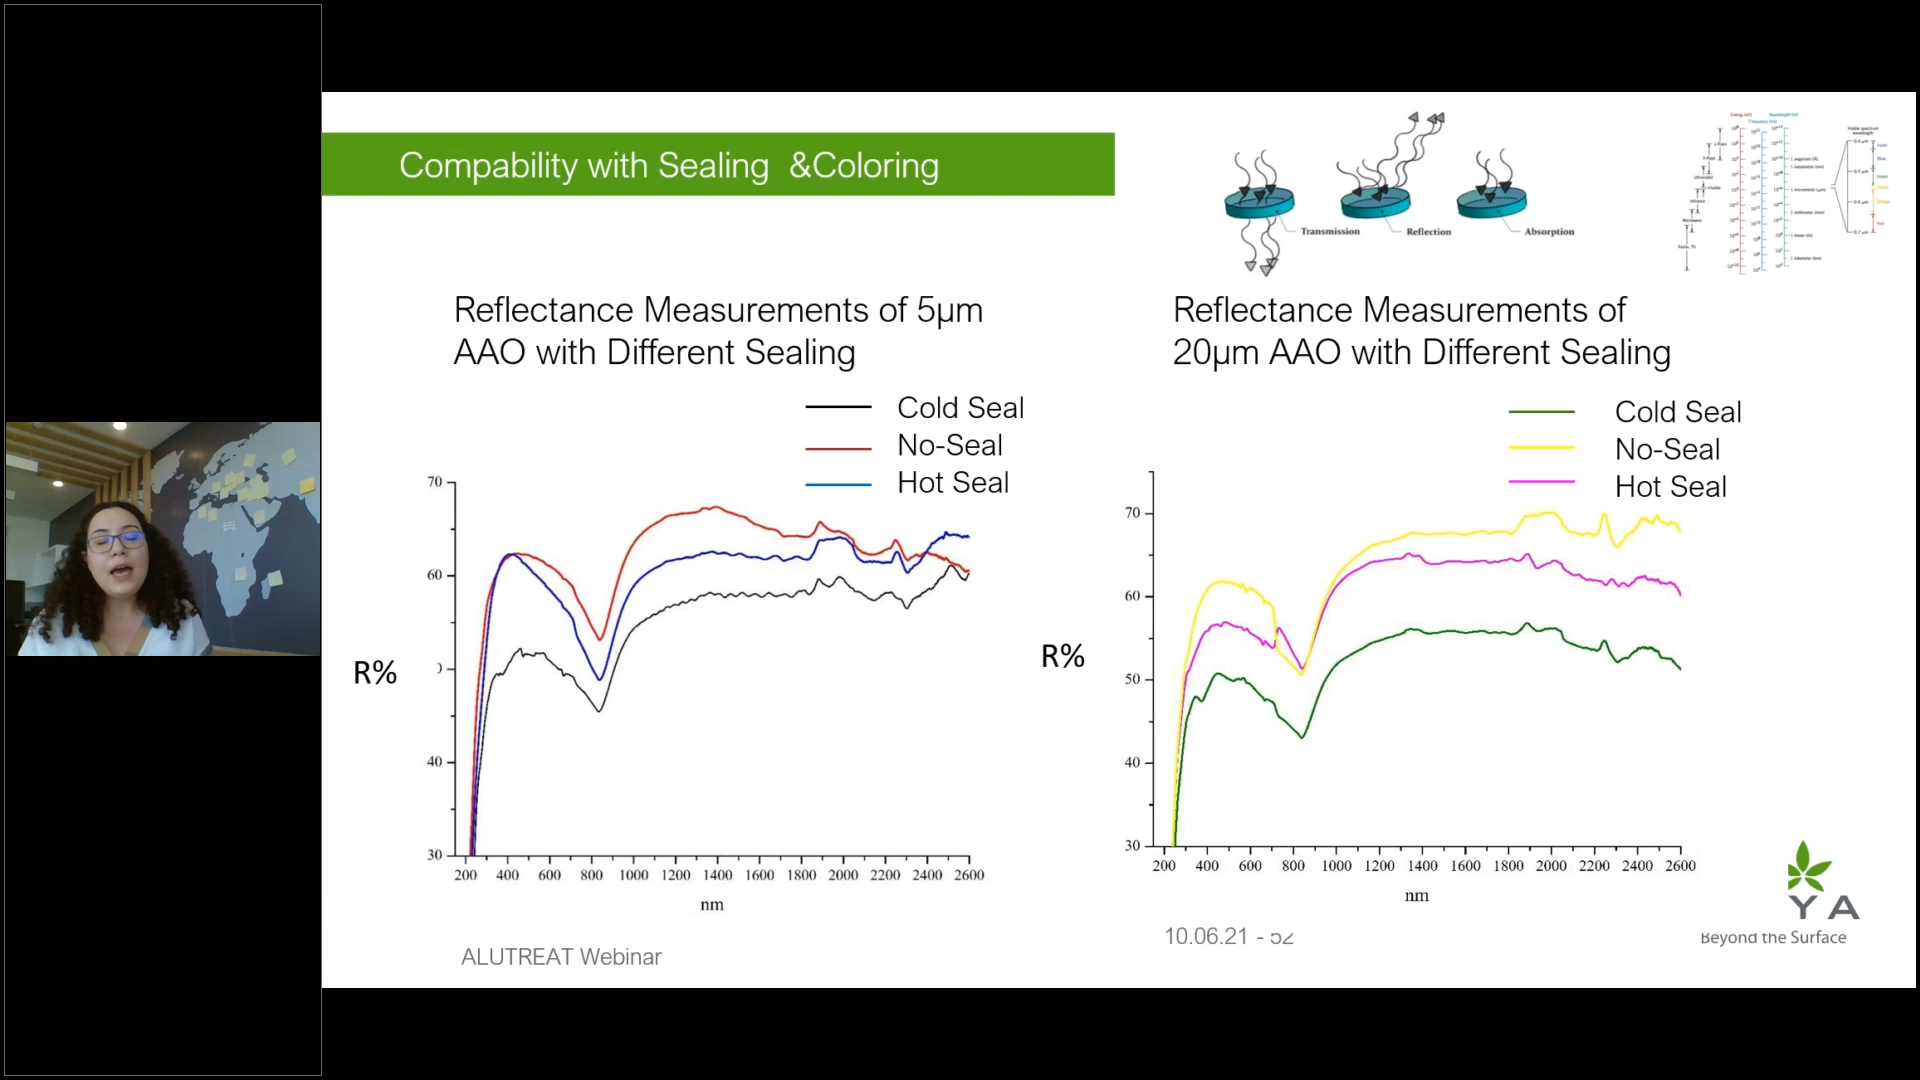 Compability with Sealing  &Coloring
Transmission
Reflection
Absorption
Reflectance Measurements of 5µm
AAO with Different Sealing
Cold Seal
No-Seal
Hot Seal
70
60
40
30
R%
200 400 600 800 1000 1200 1400 1600 1800 2000 2200 2400 2600
nm
Reflectance Measurements of
20µm AAO with Different Sealing
Cold Seal
No-Seal
Hot Seal
70
60
50
40
30
R%
200 400 600 800 1000 1200 1400 1600 1800 2000 2200 2400 2600
nm
ALUTREAT Webinar
10.06.21 - 52
Y A
Beyond the Surface